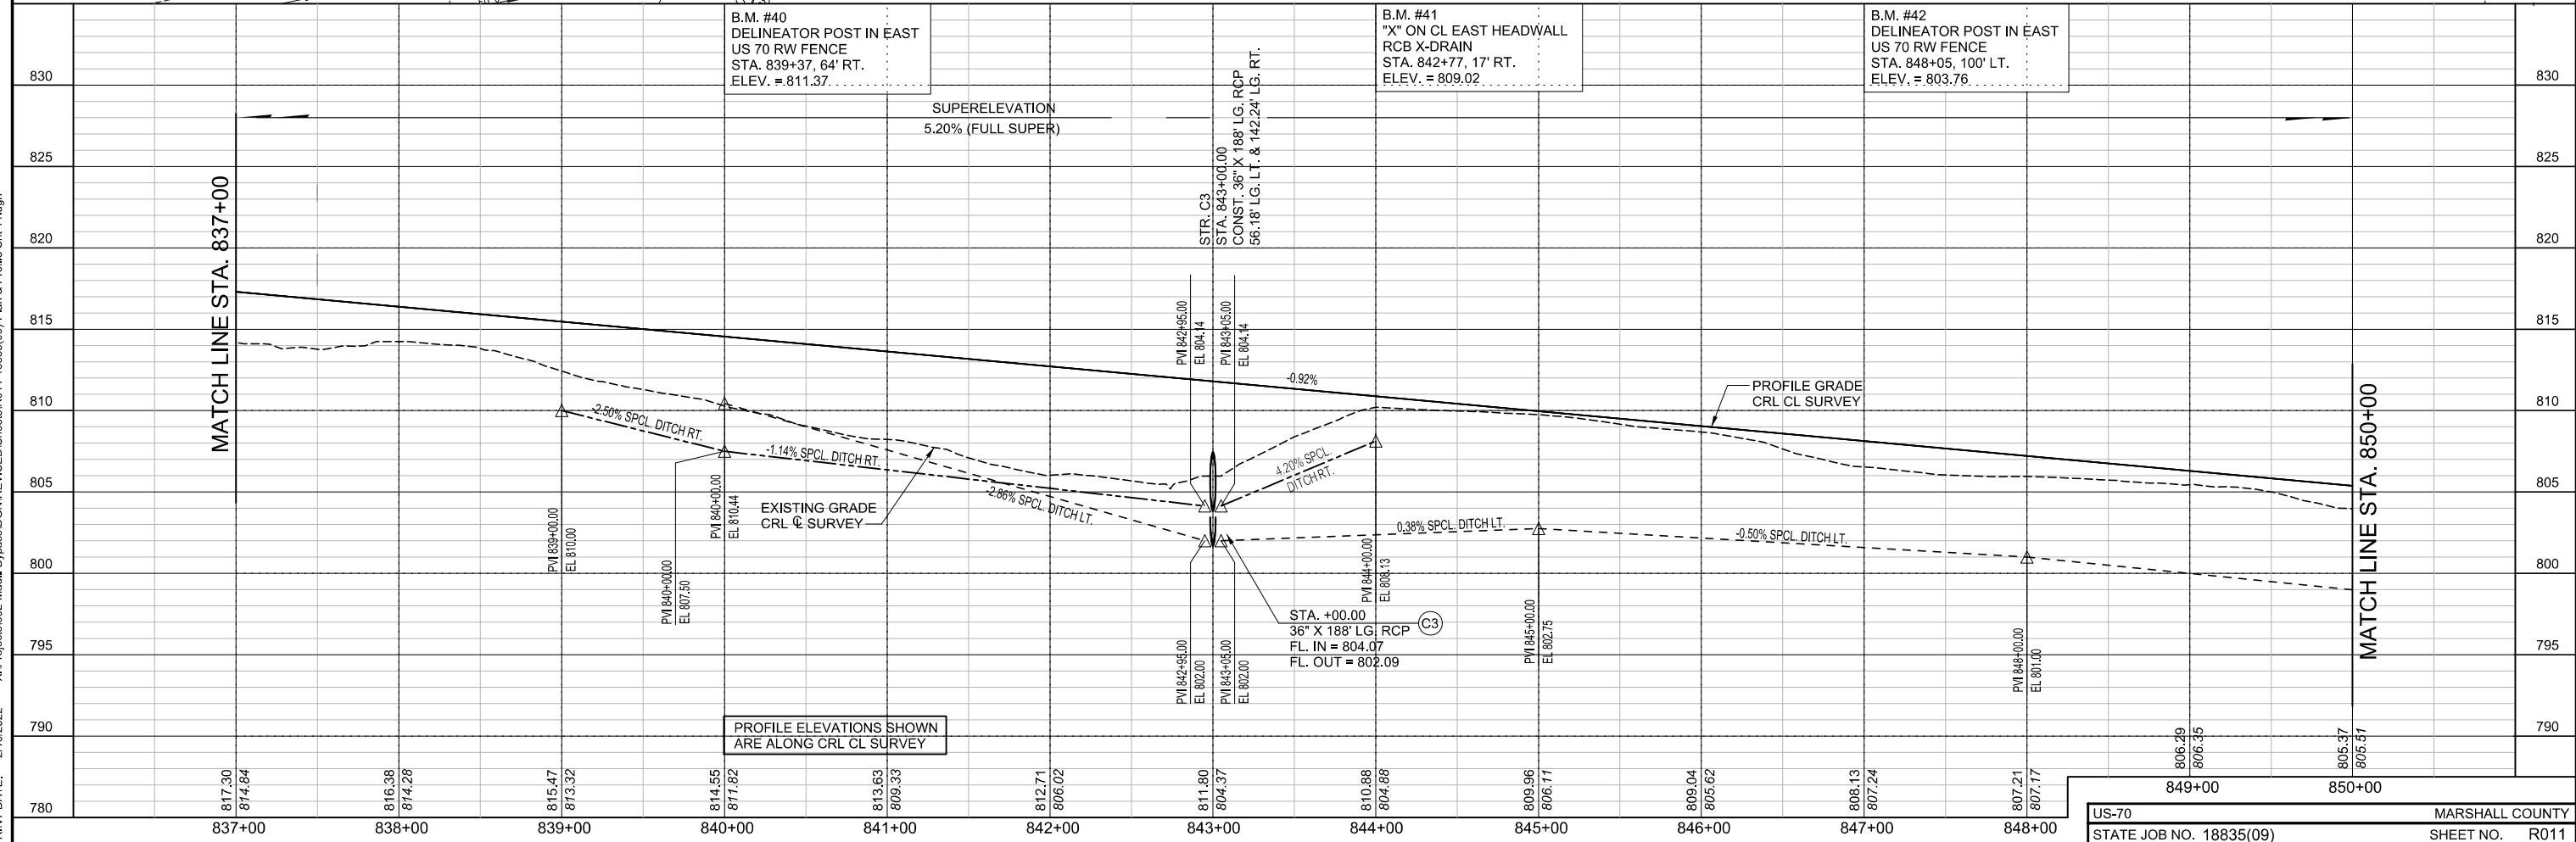 B.M. #40
DELINEATOR POST IN EAST
US 70 RW FENCE
STA. 839+37, 64' RT.
ELEV. = 811.37
B.M. #41
"X" ON CL EAST HEADWALL
RCB X-DRAIN
STA. 842+77, 17' RT.
ELEV. = 809.02
B.M. #42
DELINEATOR POST IN EAST
US 70 RW FENCE
STA. 848+05, 100' LT.
ELEV. = 803.76
830
830
SUPERELEVATION
5.20% (FULL SUPER)
825
825
820
820
815
815
810
810
805
805
800
800
795
795
790
790
780
MATCH LINE STA. 837+00
STR. C3
STA. 843+00.00
CONST. 36" X 188' LG. RCP
56.18' LG. LT. & 142.24' LG. RT.
PVI 842+95.00
EL 804.14
PVI 843+05.00
EL 804.14
-0.92%
PROFILE GRADE
CRL CL SURVEY
MATCH LINE STA. 850+00
-2.50% SPCL. DITCH RT.
-1.14% SPCL. DITCH RT.
-2.86% SPCL. DITCH LT.
4.20% SPCL.
DITCH RT.
0.38% SPCL. DITCH LT.
-0.50% SPCL. DITCH LT.
EXISTING GRADE
CRL ℄ SURVEY
PVI 839+00.00
EL 810.00
PVI 840+00.00
EL 807.50
PVI 840+00.00
EL 810.44
PVI 844+00.00
EL 808.13
PVI 842+95.00
EL 802.00
PVI 843+05.00
EL 802.00
STA. +00.00
36" X 188' LG. RCP
FL. IN = 804.07
FL. OUT = 802.09
C3
PVI 845+00.00
EL 802.75
PVI 848+00.00
EL 801.00
PROFILE ELEVATIONS SHOWN
ARE ALONG CRL CL SURVEY
817.30
814.84
816.38
814.28
815.47
813.32
814.55
811.82
813.63
809.33
812.71
806.02
811.80
804.37
810.88
804.88
809.96
806.11
809.04
805.62
808.13
807.24
807.21
807.17
806.29
806.35
805.37
805.51
837+00
838+00
839+00
840+00
841+00
842+00
843+00
844+00
845+00
846+00
847+00
848+00
849+00
850+00
US-70
MARSHALL COUNTY
STATE JOB NO. 18835(09)
SHEET NO. R011